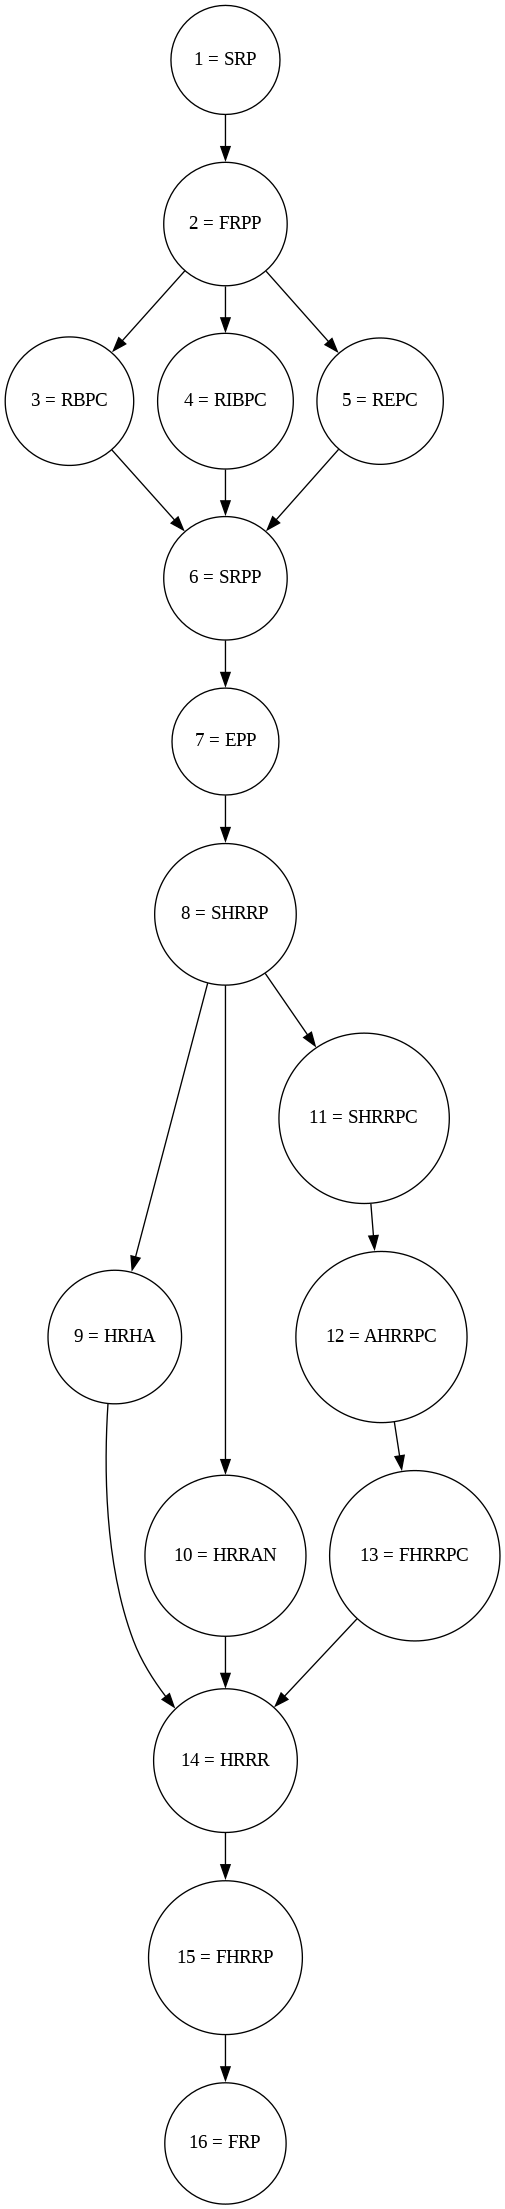 1 = SRP
2 = FRPP
3 = RBPC
4 = RIBPC
5 = REPC
6 = SRPP
7 = EPP
8 = SHRRP
11 = SHRRPC
9 = HRHA
12 = AHRRPC
10 = HRRAN
13 = FHRRPC
14 = HRRR
15 = FHRRP
16 = FRP